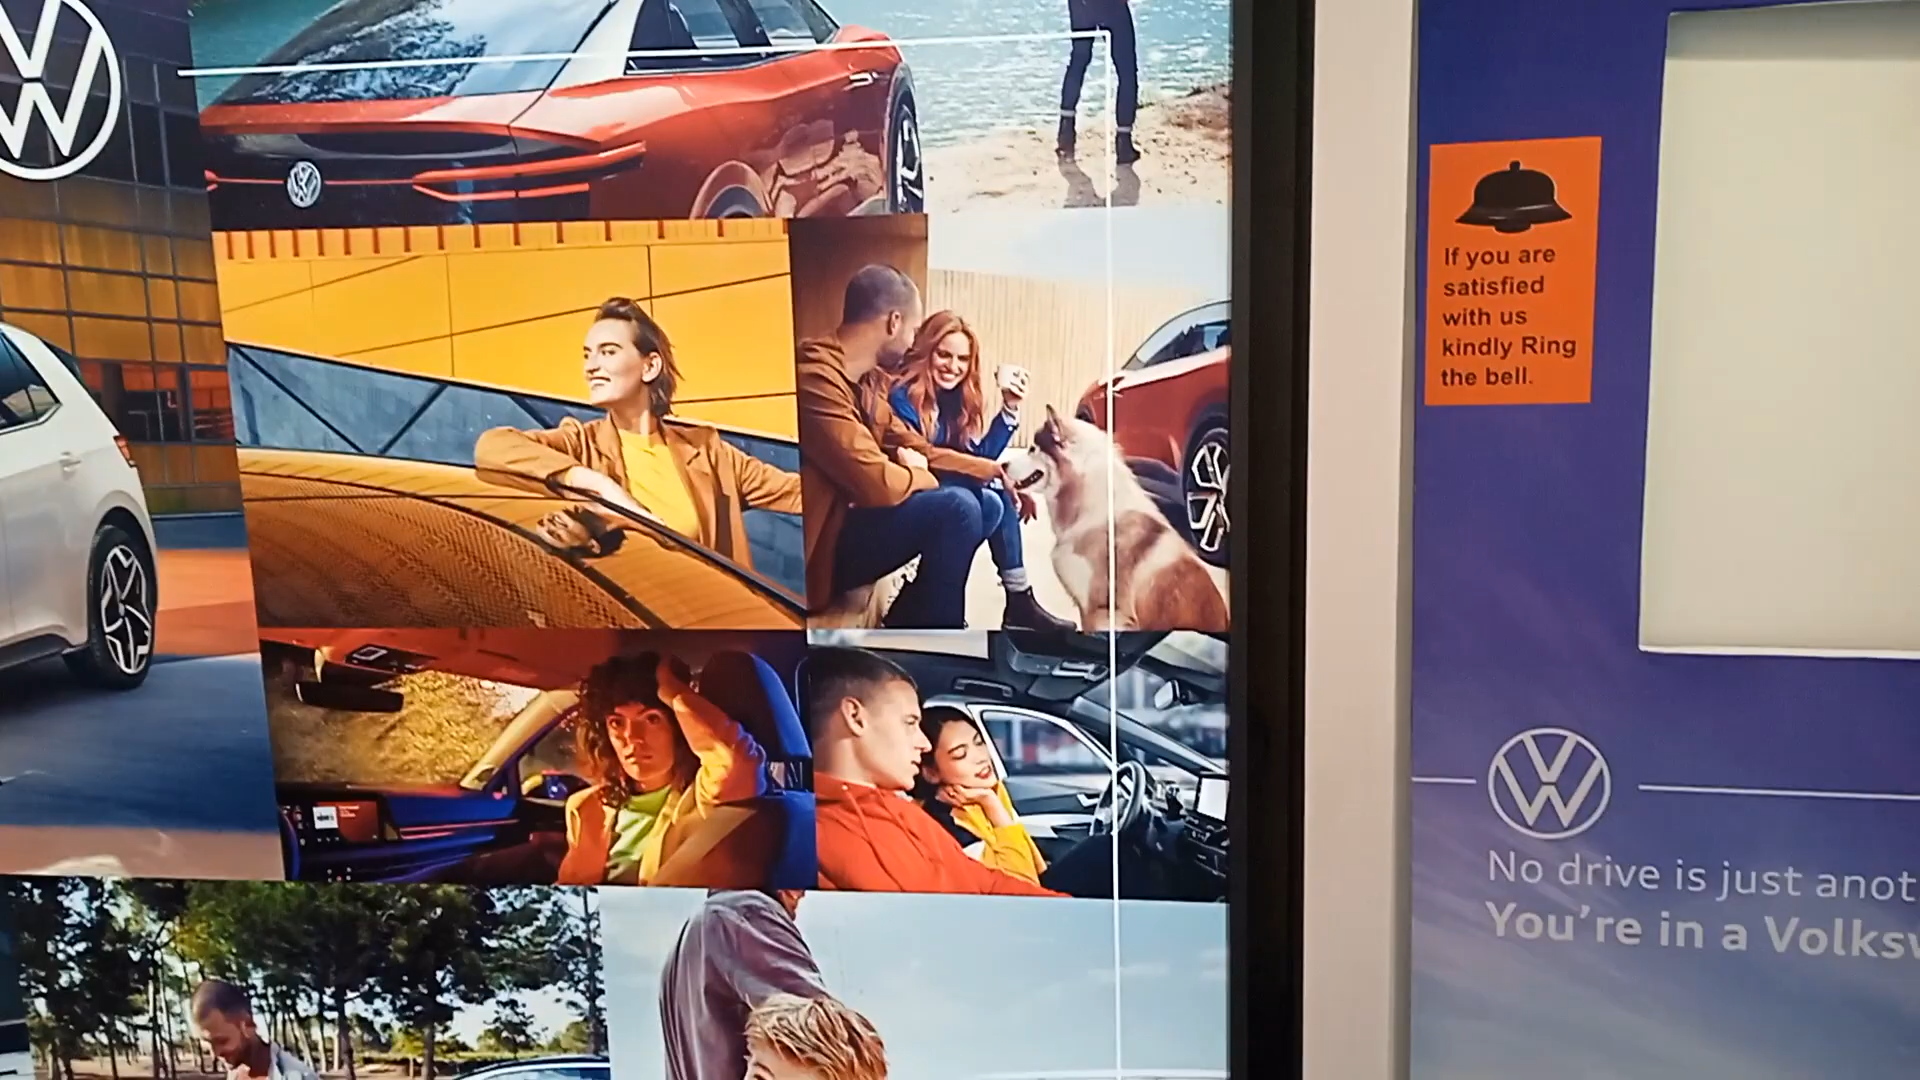 If you are
satisfied
with us
kindly Ring
the bell.
No drive is just anot
You're in a Volksw